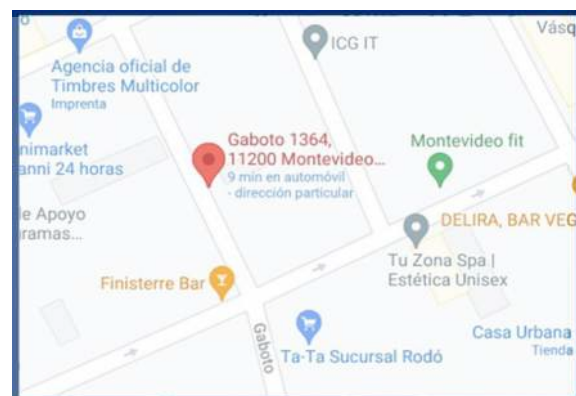 Vásq
ICG IT
Agencia oficial de
Timbres Multicolor
Imprenta
nimarket
anni 24 horas
Gaboto 1364,
11200 Montevideo...
9 min en automóvil
- dirección particular
Montevideo fit
le Apoyo
ramas...
DELIRA, BAR VEG
Tu Zona Spa |
Estética Unisex
Finisterre Bar
Gaboto
Ta-Ta Sucursal Rodó
Casa Urbana
Tienda